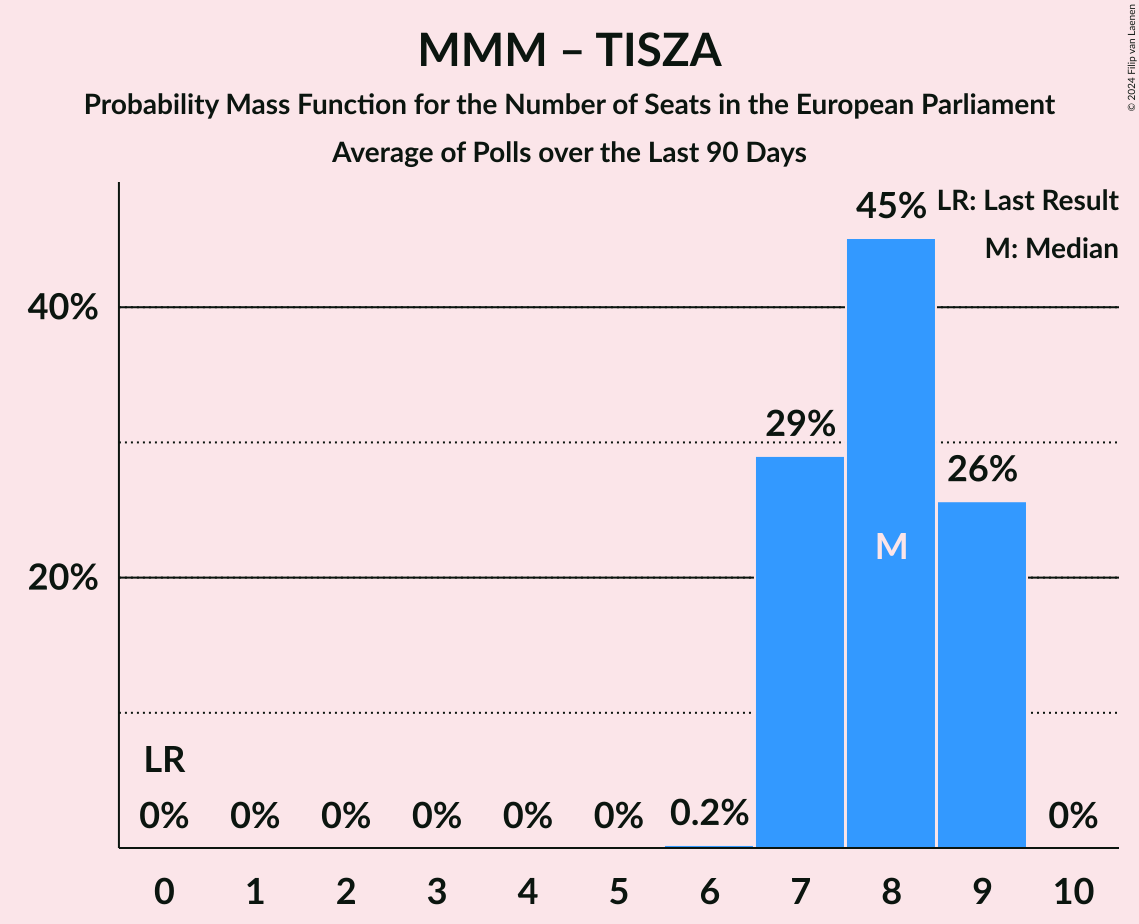 MMM – TISZA
Probability Mass Function for the Number of Seats in the European Parliament
Average of Polls over the Last 90 Days
© 2024 Filip van Laenen
LR: Last Result
M: Median
45%
40%
29%
26%
M
20%
LR
0% 0% 0% 0% 0% 0% 0.2% 0%
0 1 2 3 4 5 6 7 8 9 10